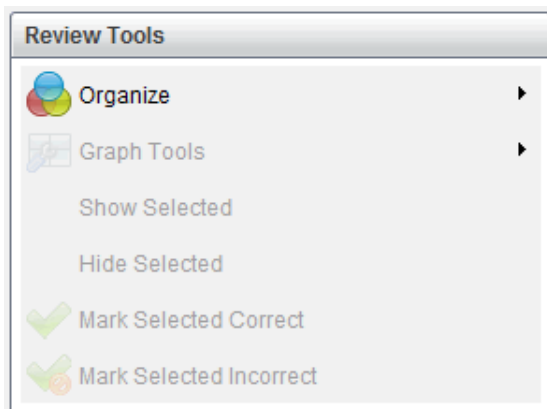 Review Tools
Organize
Graph Tools
Show Selected
Hide Selected
Mark Selected Correct
Mark Selected Incorrect